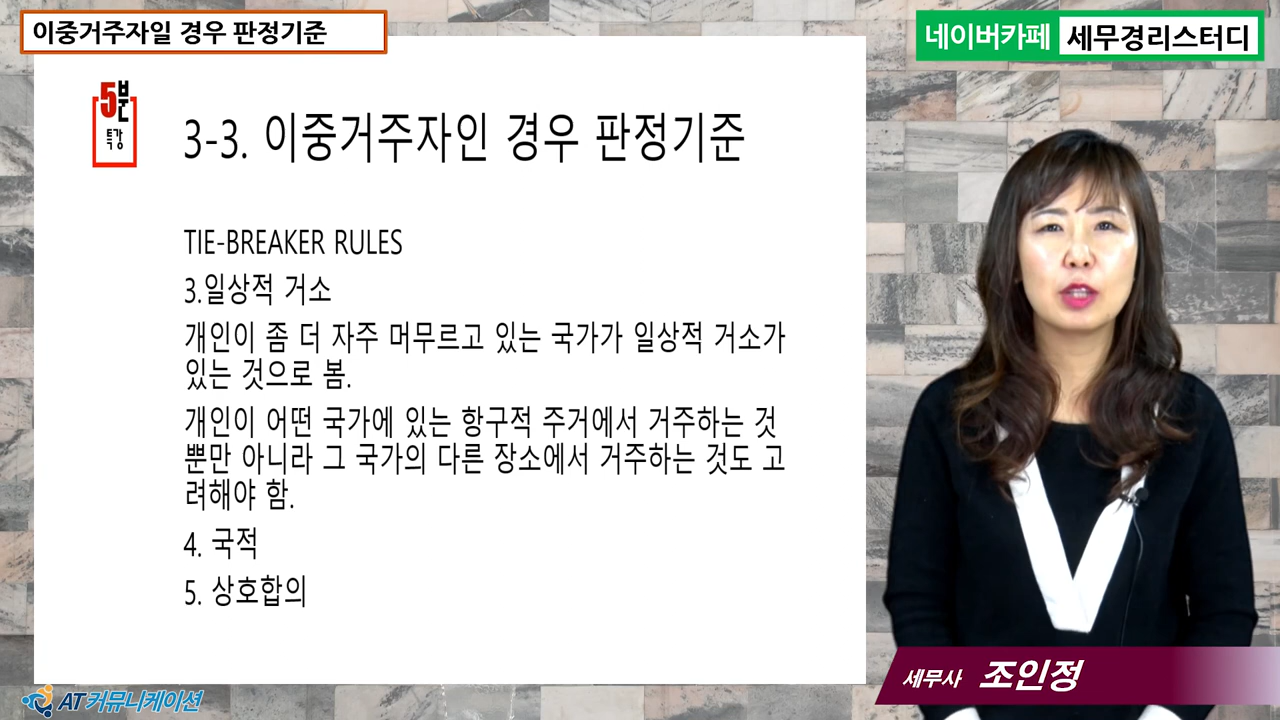 이중거주자일 경우 판정기준
네이버카페 세무경리스터디
5분
특강
3-3. 이중거주자인 경우 판정기준
TIE-BREAKER RULES
3.일상적 거소
개인이 좀 더 자주 머무르고 있는 국가가 일상적 거소가
있는 것으로 봄.
개인이 어떤 국가에 있는 항구적 주거에서 거주하는 것
뿐만 아니라 그 국가의 다른 장소에서 거주하는 것도 고
려해야 함.
4. 국적
5. 상호합의
세무사 조인정
AT커뮤니케이션